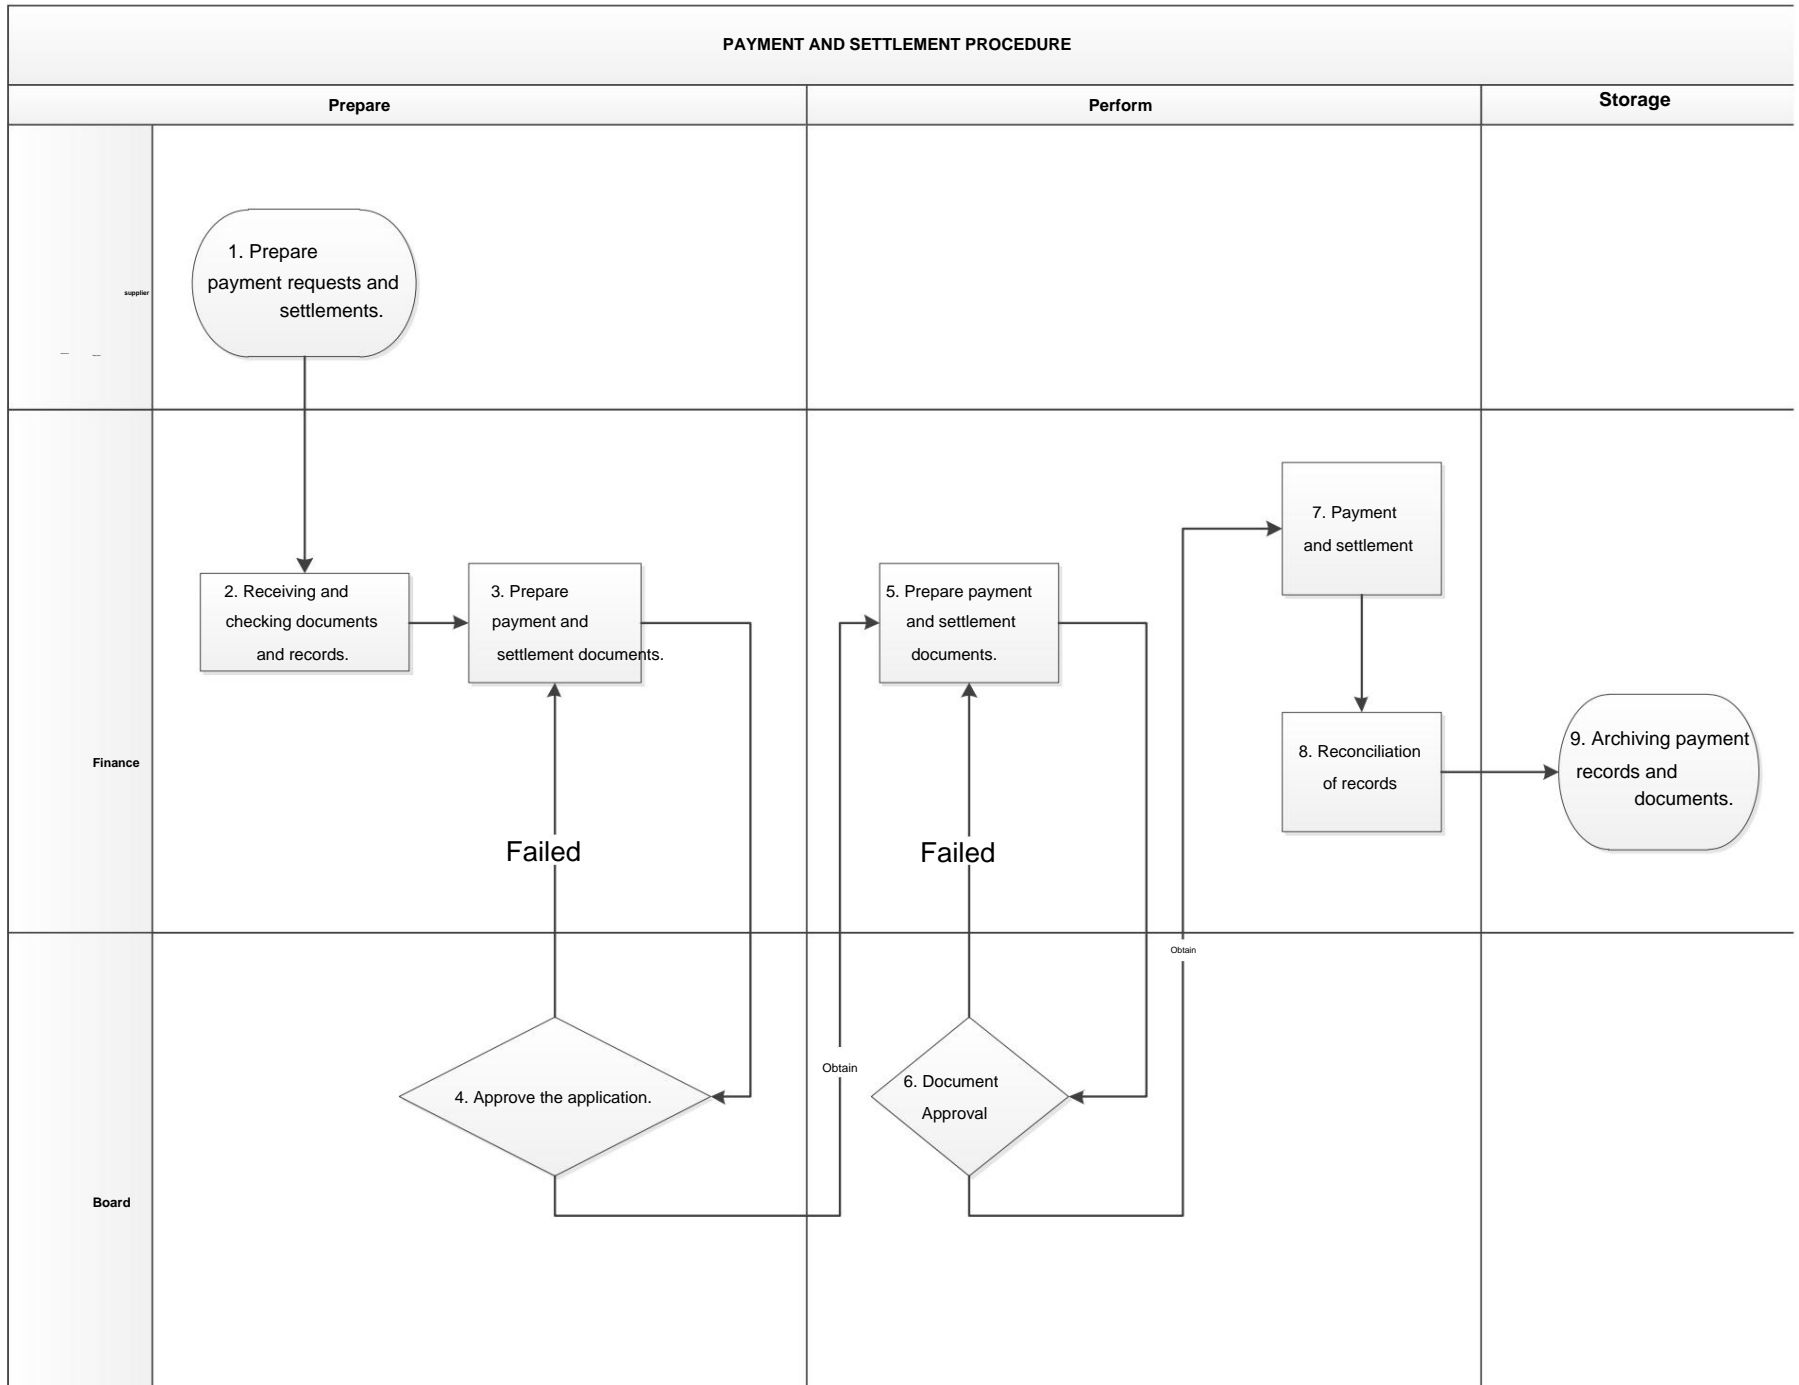 PAYMENT AND SETTLEMENT PROCEDURE
Prepare
Perform
Storage
supplier
1. Prepare
payment requests and
settlements.
Finance
2. Receiving and
checking documents
and records.
3. Prepare
payment and
settlement documents.
Failed
5. Prepare payment
and settlement
documents.
Failed
7. Payment
and settlement
8. Reconciliation
of records
9. Archiving payment
records and
documents.
Board
4. Approve the application.
Obtain
6. Document
Approval
Obtain